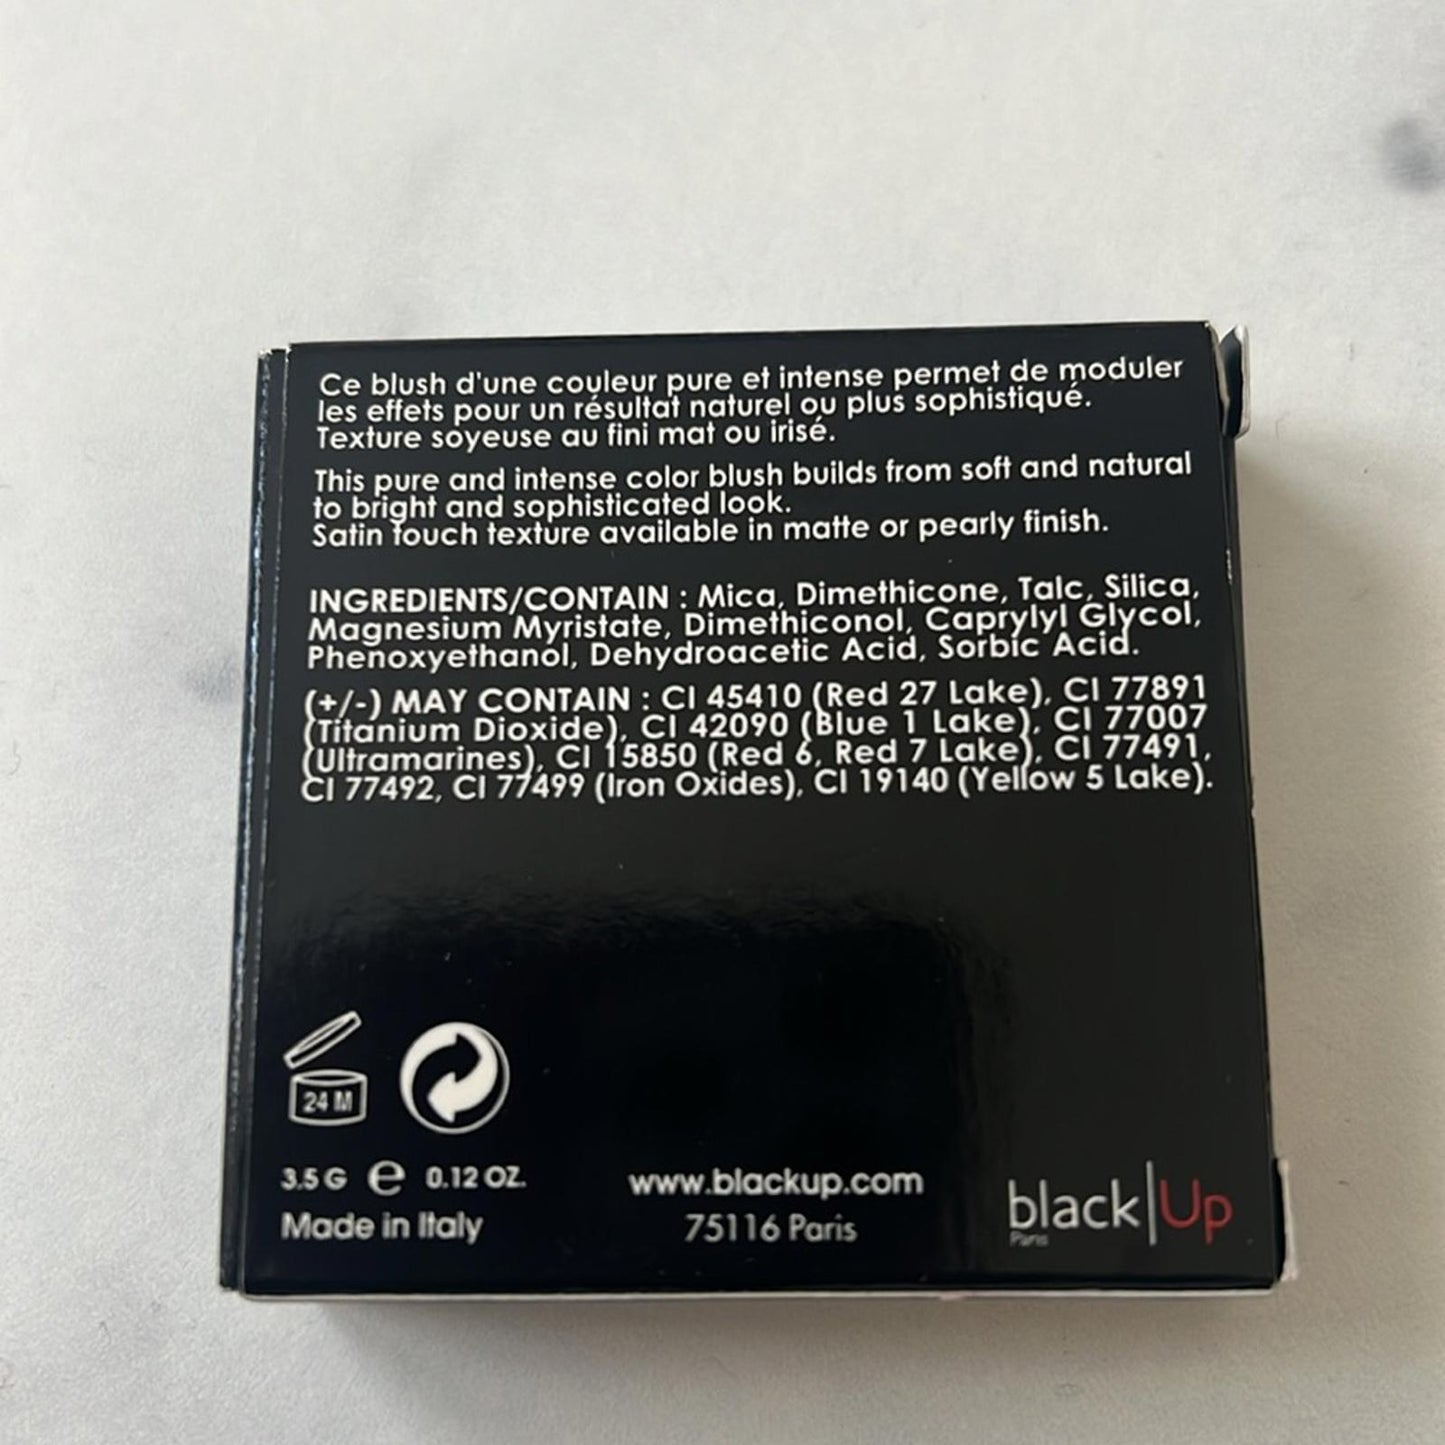 Ce blush d'une couleur pure et intense permet de moduler
les effets pour un résultat naturel ou plus sophistiqué.
Texture soyeuse au fini mat ou irisé.
This pure and intense color blush builds from soft and natural
to bright and sophisticated look.
Satin touch texture available in matte or pearly finish.
INGREDIENTS/CONTAIN : Mica, Dimethicone, Talc, Silica,
Magnesium Myristate, Dimethiconol, Caprylyl Glycol,
Phenoxyethanol, Dehydroacetic Acid, Sorbic Acid.
(+/-) MAY CONTAIN : CI 45410 (Red 27 Lake), CI 77891
(Titanium Dioxide), CI 42090 (Blue 1 Lake), CI 77007
(Ultramarines), CI 15850 (Red 6, Red 7 Lake), CI 77491,
CI 77492, CI 77499 (Iron Oxides), CI 19140 (Yellow 5 Lake).
24 M
3.5 G e 0.12 OZ.
Made in Italy
www.blackup.com
75116 Paris
black|Up
Paris